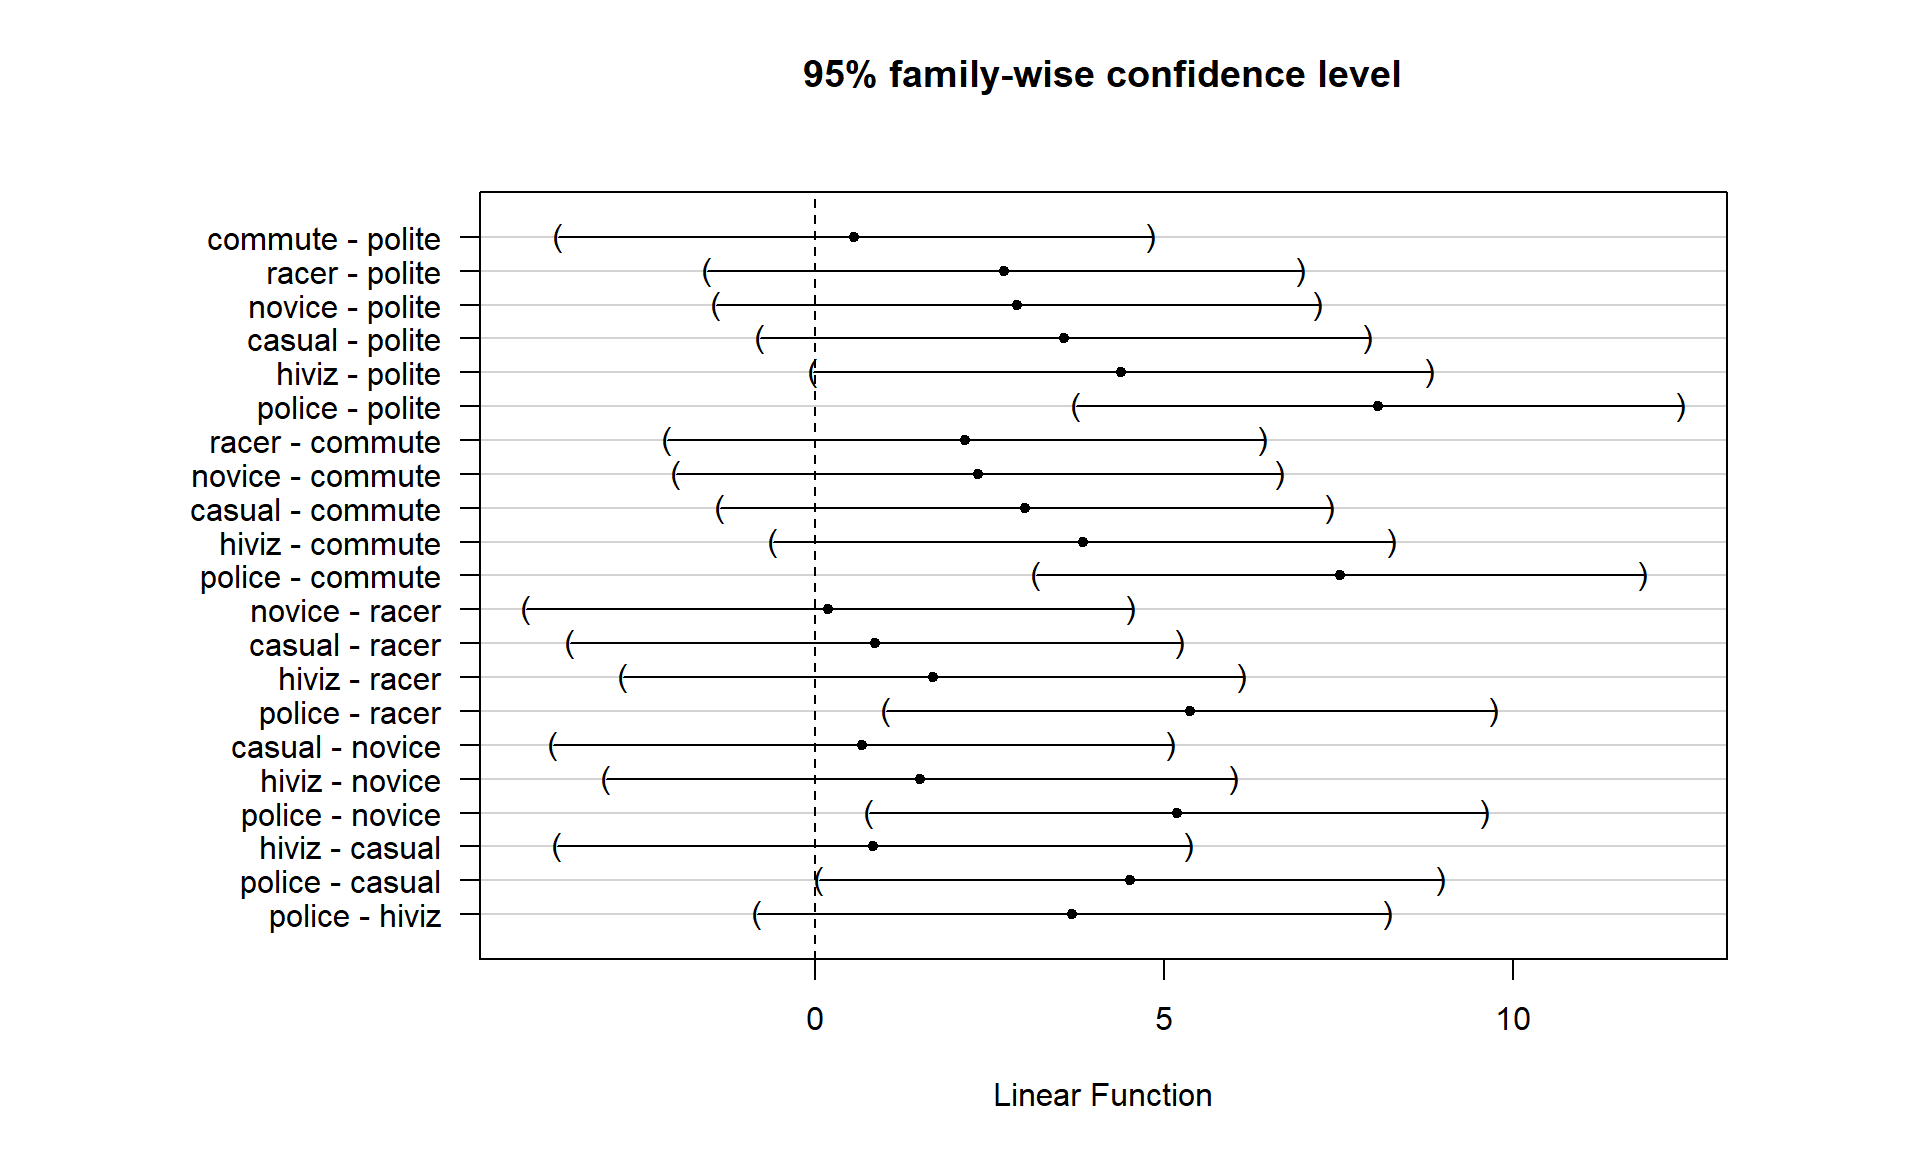 95% family-wise confidence level
commute - polite
racer - polite
novice - polite
casual - polite
hiviz - polite
police - polite
racer - commute
novice - commute
casual - commute
hiviz - commute
police - commute
novice - racer
casual - racer
hiviz - racer
police - racer
casual - novice
hiviz - novice
police - novice
hiviz - casual
police - casual
police - hiviz
0 5 10
Linear Function